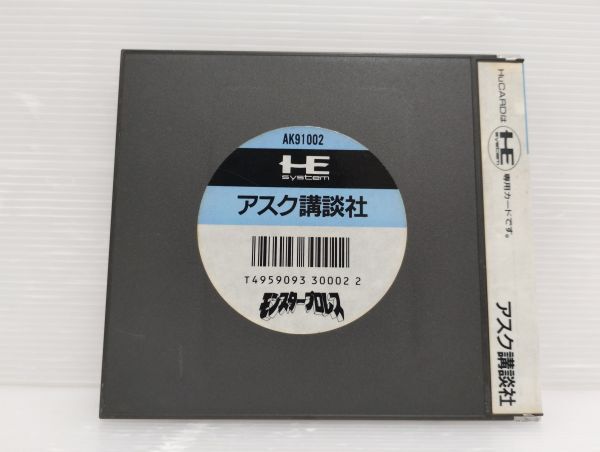 AK91002
HE
system
アスク講談社
T4959093 30002 2
モンスタープロレス
HuCARDは
HE
system
専用カードです。
アスク講談社